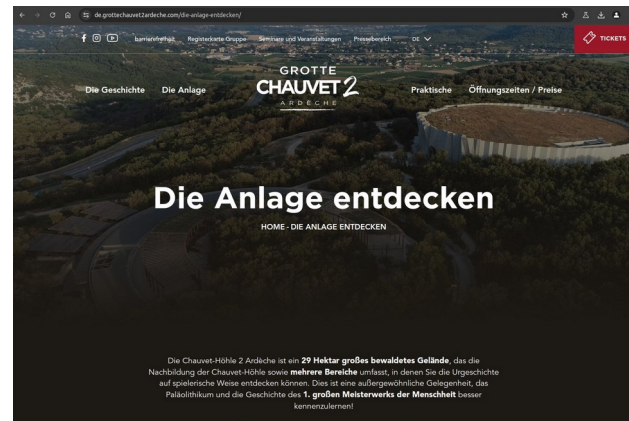 de.grottechauvet2ardeche.com/die-anlage-entdecken/
barrierefreiheit Registerkarte Gruppe Seminare und Veranstaltungen Pressebereich DE
TICKETS
Die Geschichte Die Anlage
GROTTE
CHAUVET 2
ARDÈCHE
Praktische Öffnungszeiten / Preise
Die Anlage entdecken
HOME - DIE ANLAGE ENTDECKEN
Die Chauvet-Höhle 2 Ardèche ist ein 29 Hektar großes bewaldetes Gelände, das die
Nachbildung der Chauvet-Höhle sowie mehrere Bereiche umfasst, in denen Sie die Urgeschichte
auf spielerische Weise entdecken können. Dies ist eine außergewöhnliche Gelegenheit, das
Paläolithikum und die Geschichte des 1. großen Meisterwerks der Menschheit besser
kennenzulernen!